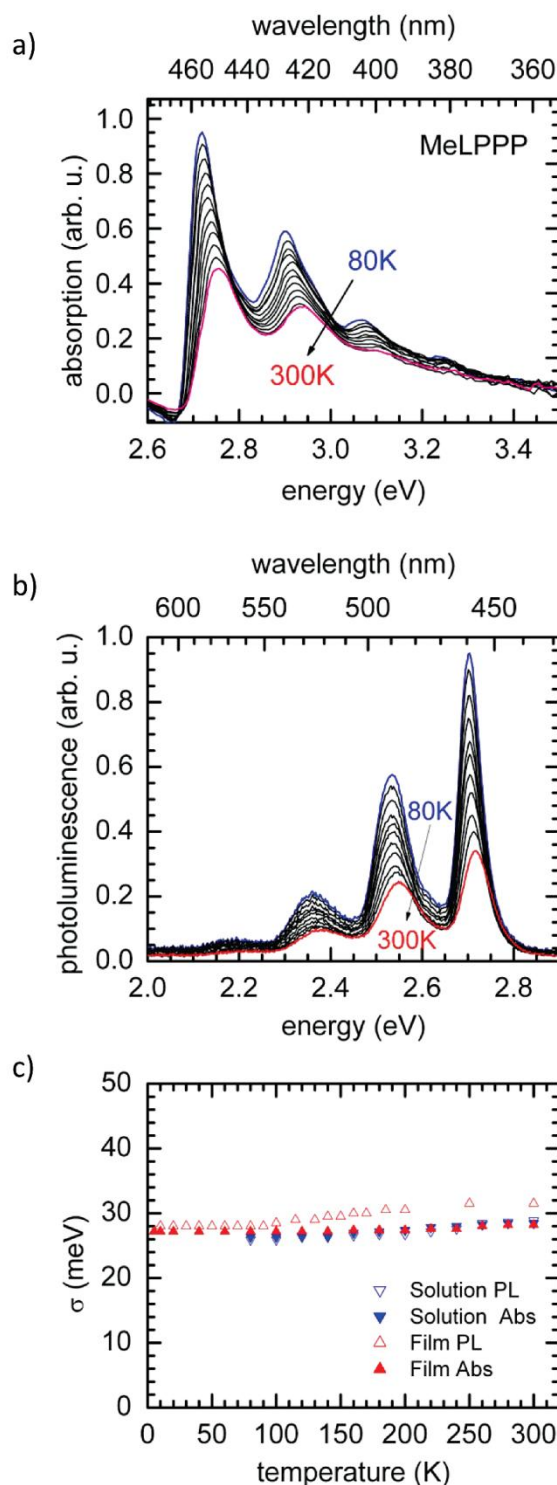 a)
wavelength (nm)
460 440 420 400 380 360
1.0
0.8
0.6
0.4
0.2
0.0
absorption (arb. u.)
MeLPPP
80K
300K
2.6 2.8 3.0 3.2 3.4
energy (eV)
b)
wavelength (nm)
600 550 500 450
1.0
0.8
0.6
0.4
0.2
0.0
photoluminescence (arb. u.)
80K
300K
2.0 2.2 2.4 2.6 2.8
energy (eV)
c)
50
40
30
20
10
0
σ (meV)
Solution PL
Solution Abs
Film PL
Film Abs
0 50 100 150 200 250 300
temperature (K)